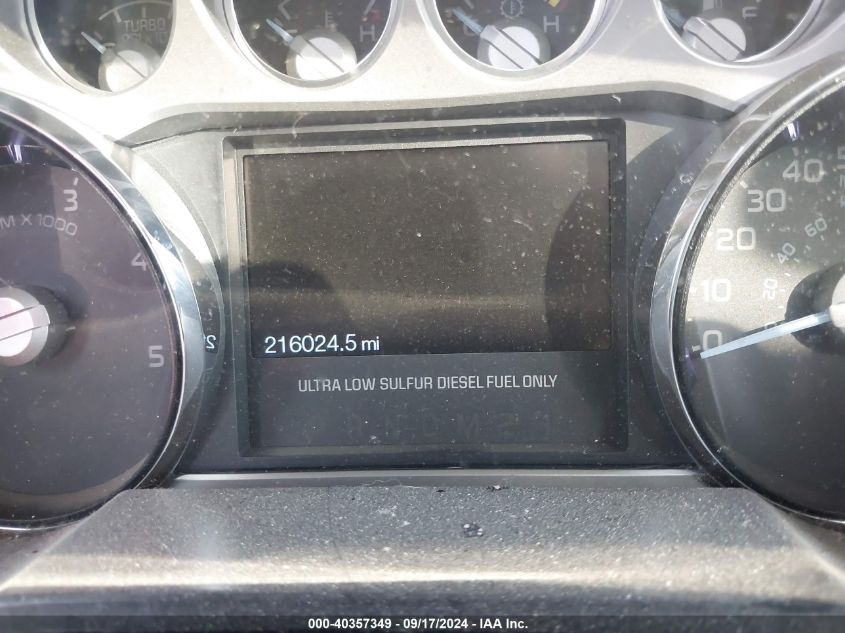 TURBO
H
H
F
3
M X 1000
4
5
0
10
20
30
40
20
40
60
216024.5 mi
ULTRA LOW SULFUR DIESEL FUEL ONLY
000-40357349 - 09/17/2024 - IAA Inc.